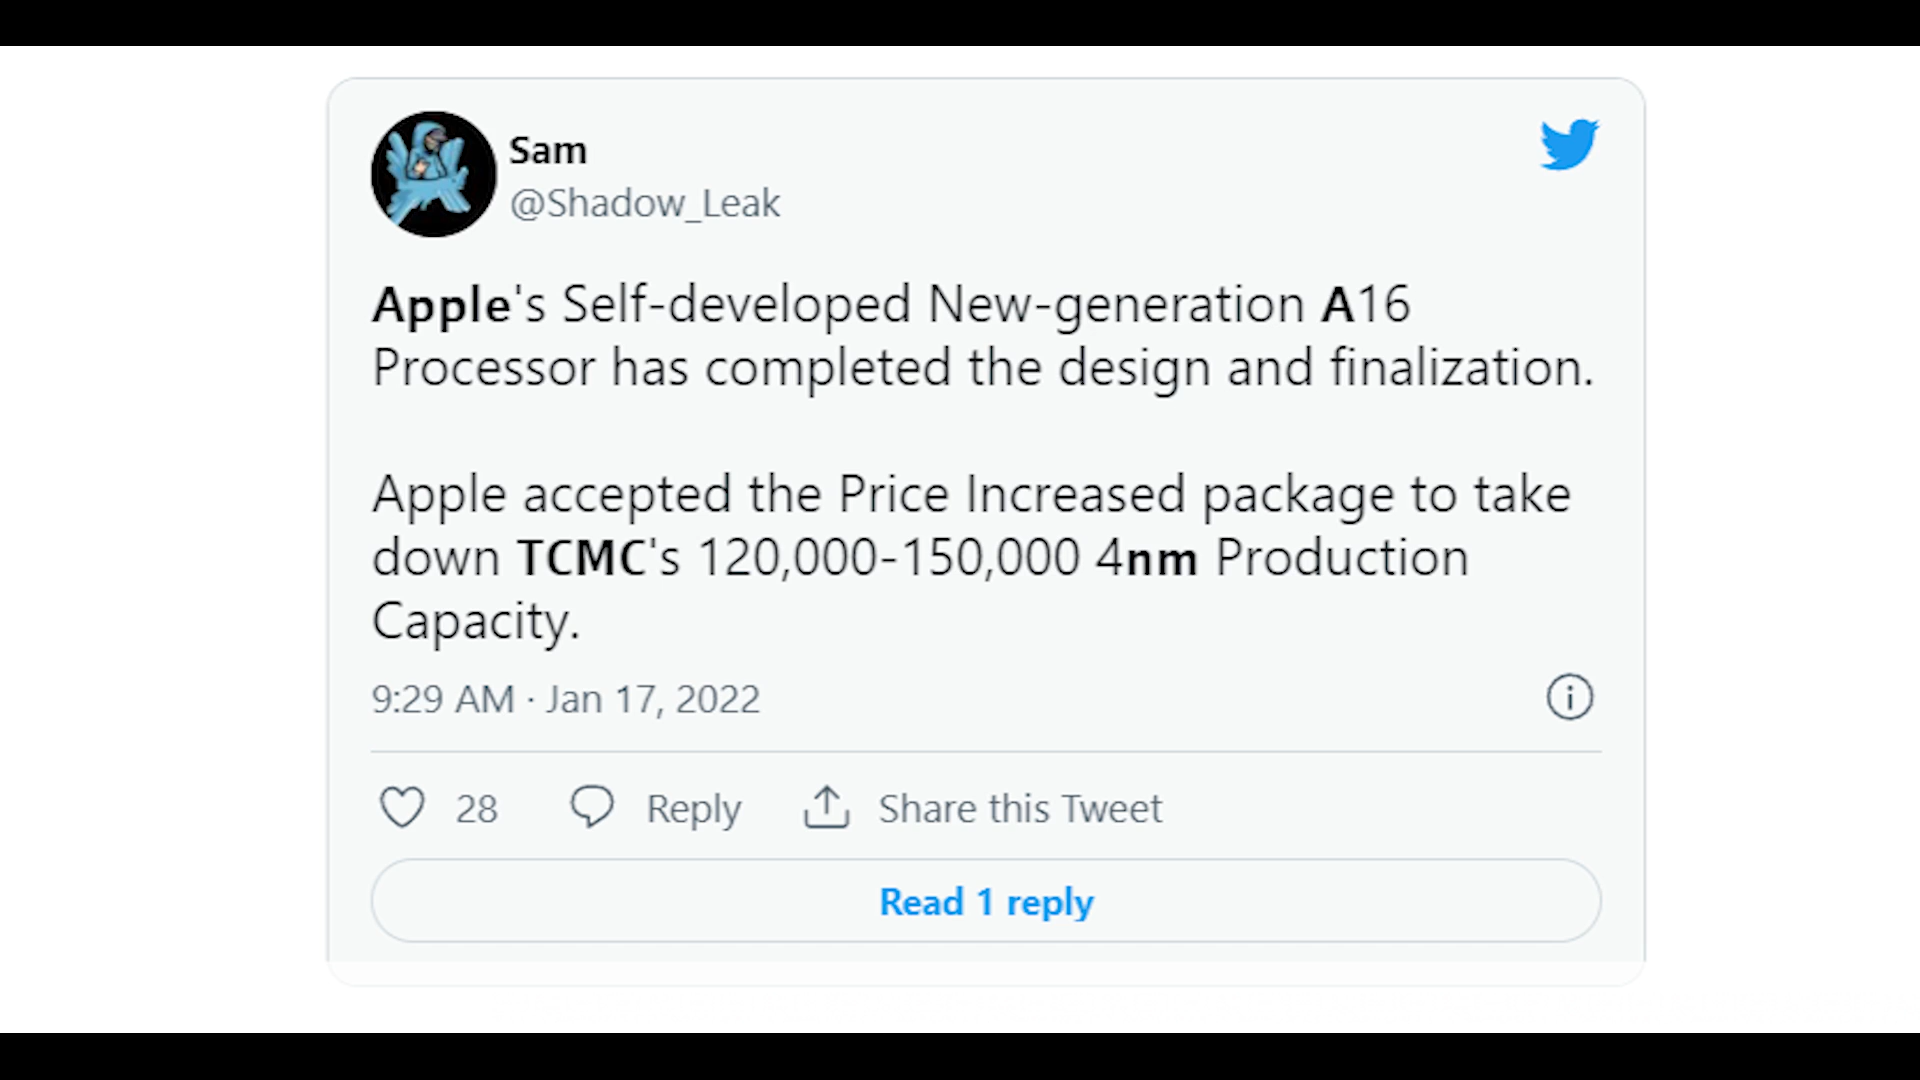 Sam
@Shadow_Leak
Apple's Self-developed New-generation A16
Processor has completed the design and finalization.
Apple accepted the Price Increased package to take
down TCMC's 120,000-150,000 4nm Production
Capacity.
9:29 AM · Jan 17, 2022
28 Reply Share this Tweet
Read 1 reply